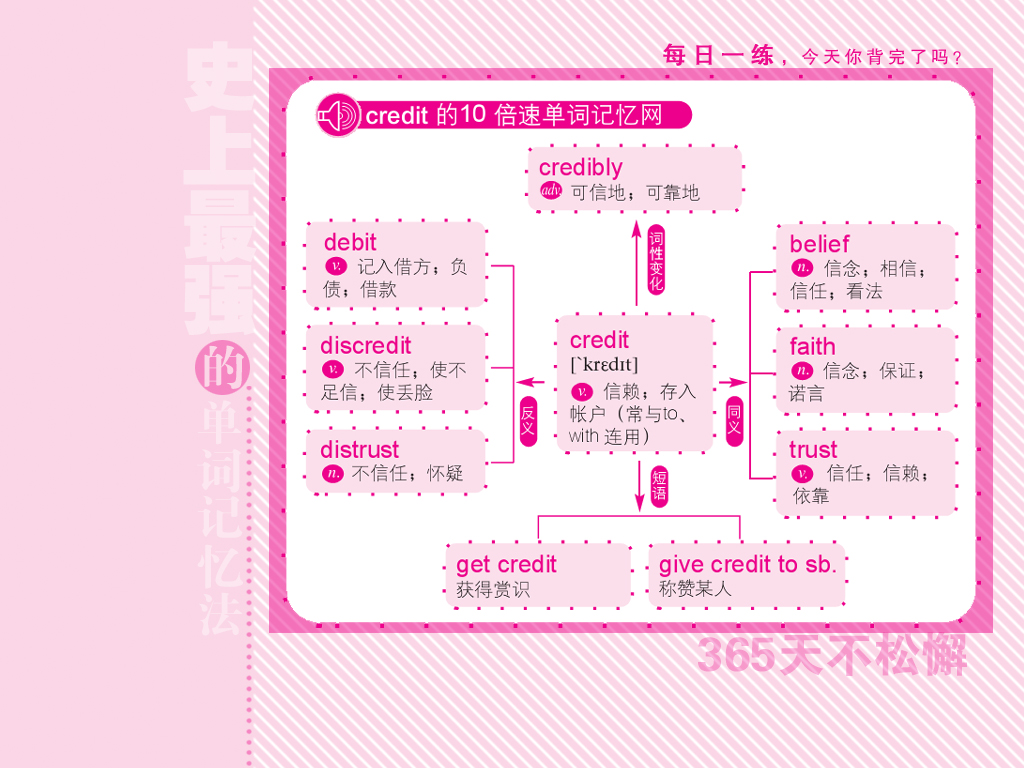 每日一练，今天你背完了吗？
史上最强的单词记忆法
credit 的10 倍速单词记忆网
credibly
adv. 可信地；可靠地
词性变化
debit
v. 记入借方；负
债；借款
discredit
v. 不信任；使不
足信；使丢脸
distrust
n. 不信任；怀疑
反义
credit
[`krɛdɪt]
v. 信赖；存入
帐户（常与to、
with 连用）
同义
belief
n. 信念；相信；
信任；看法
faith
n. 信念；保证；
诺言
trust
v. 信任；信赖；
依靠
短语
get credit
获得赏识
give credit to sb.
称赞某人
365天不松懈